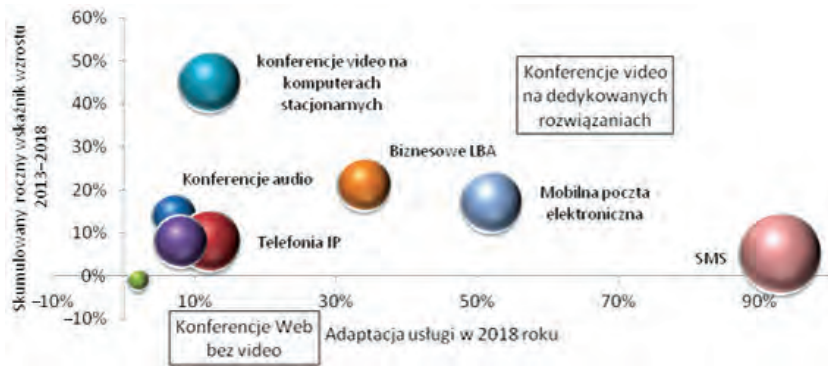 Skumulowany roczny wskaźnik wzrostu
2013–2018
60%
50%
40%
30%
20%
10%
0%
–10%
–10%
10%
30%
50%
70%
90%
konferencje video na
komputerach
stacjonarnych
Konferencje video
na dedykowanych
rozwiązaniach
Biznesowe LBA
Konferencje audio
Mobilna poczta
elektroniczna
Telefonia IP
SMS
Konferencje Web
bez video
Adaptacja usługi w 2018 roku